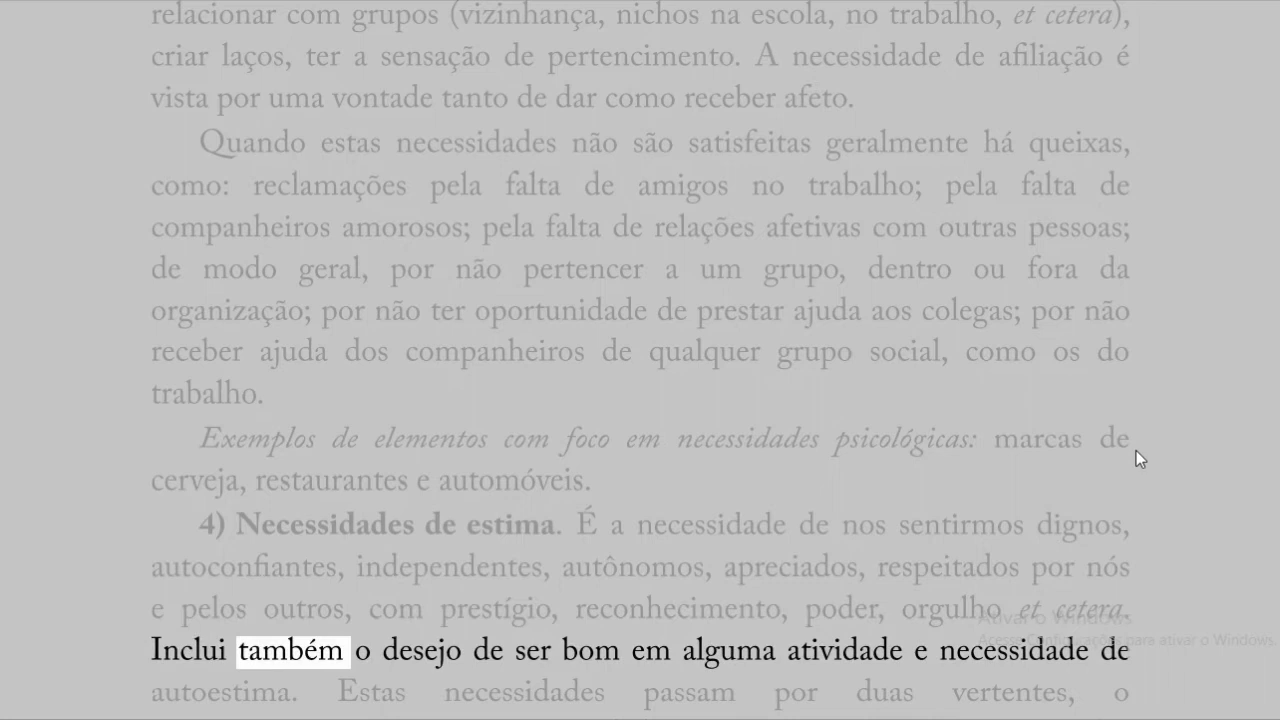 relacionar com grupos (vizinhança, nichos na escola, no trabalho, et cetera),
criar laços, ter a sensação de pertencimento. A necessidade de afiliação é
vista por uma vontade tanto de dar como receber afeto.
Quando estas necessidades não são satisfeitas geralmente há queixas,
como: reclamações pela falta de amigos no trabalho; pela falta de
companheiros amorosos; pela falta de relações afetivas com outras pessoas;
de modo geral, por não pertencer a um grupo, dentro ou fora da
organização; por não ter oportunidade de prestar ajuda aos colegas; por não
receber ajuda dos companheiros de qualquer grupo social, como os do
trabalho.
Exemplos de elementos com foco em necessidades psicológicas: marcas de
cerveja, restaurantes e automóveis.
4) Necessidades de estima. É a necessidade de nos sentirmos dignos,
autoconfiantes, independentes, autônomos, apreciados, respeitados por nós
e pelos outros, com prestígio, reconhecimento, poder, orgulho et cetera.
Inclui também o desejo de ser bom em alguma atividade e necessidade de
autoestima. Estas necessidades passam por duas vertentes, o
Ativar o Windows
Acesse Configurações para ativar o Windows.